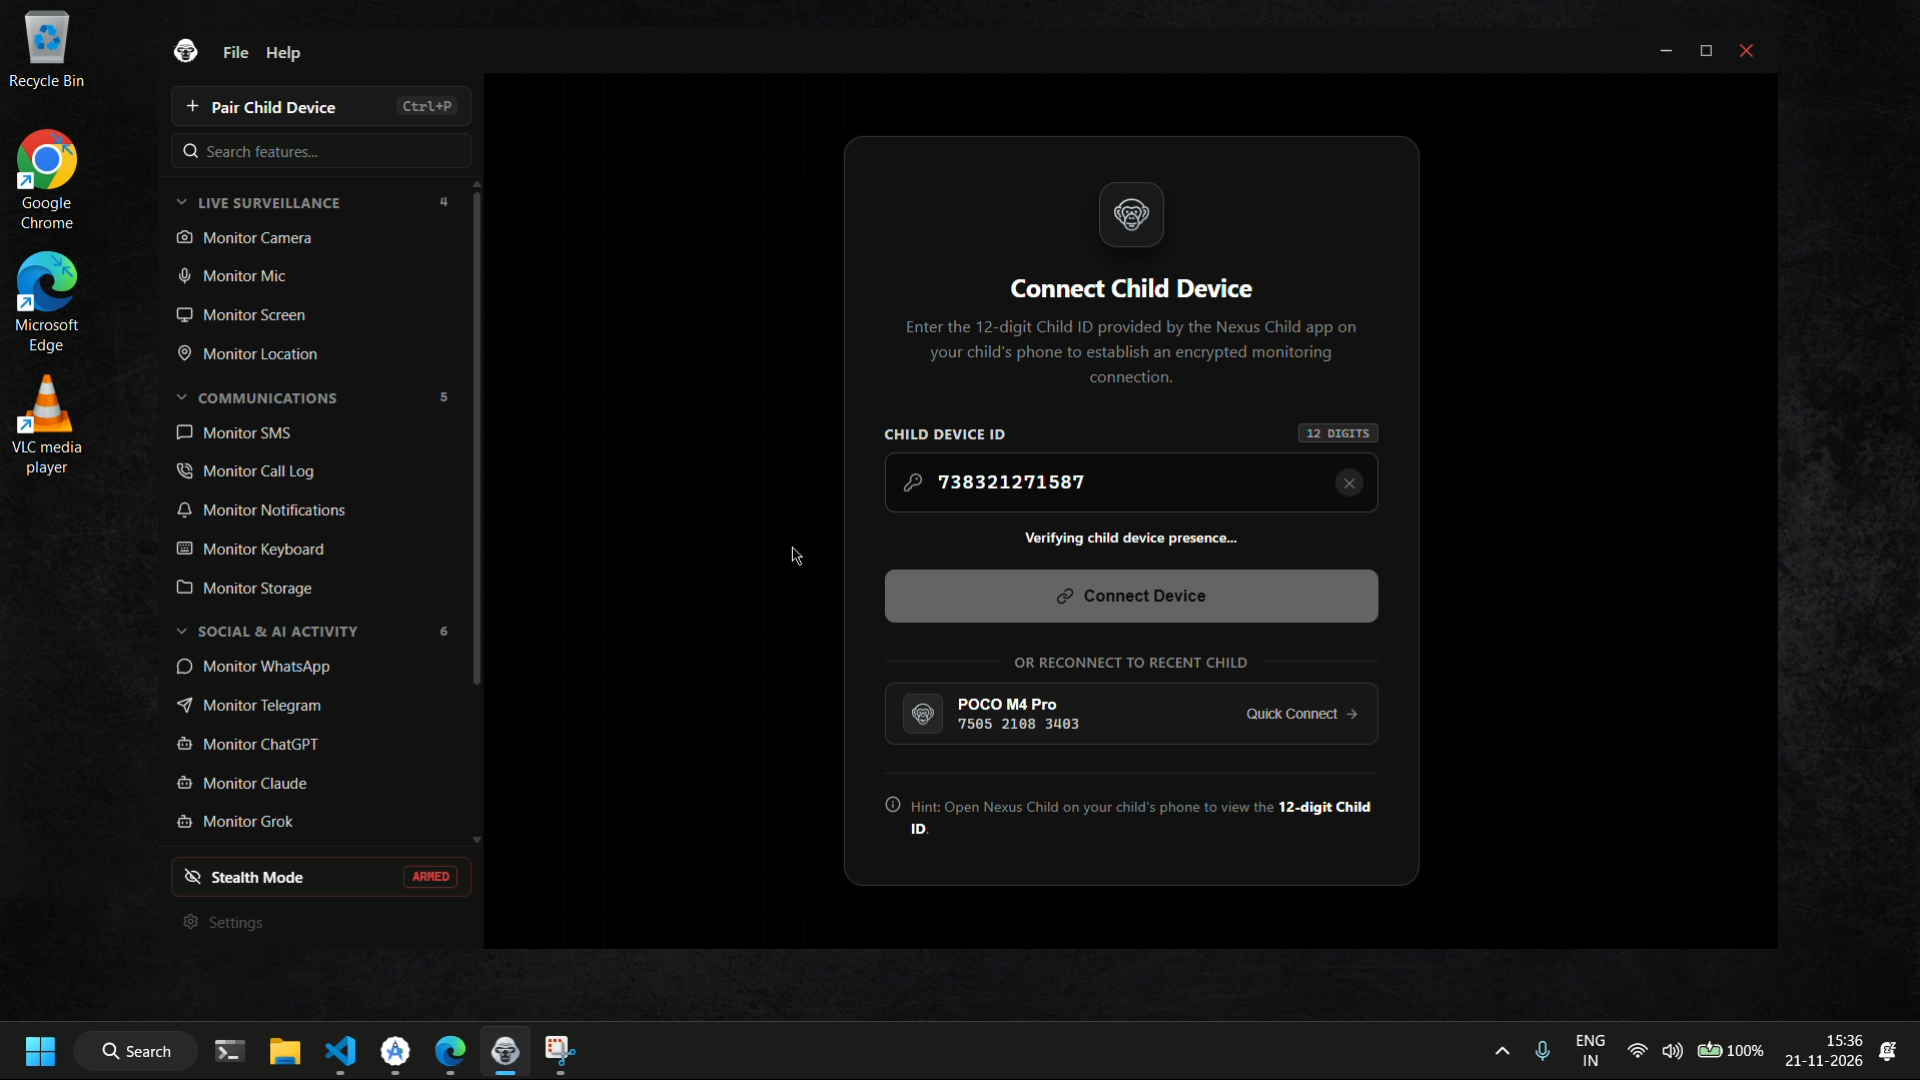 Recycle Bin
Google
Chrome
Microsoft
Edge
VLC media
player
File Help
Pair Child Device Ctrl+P
Search features...
LIVE SURVEILLANCE 4
Monitor Camera
Monitor Mic
Monitor Screen
Monitor Location
COMMUNICATIONS 5
Monitor SMS
Monitor Call Log
Monitor Notifications
Monitor Keyboard
Monitor Storage
SOCIAL & AI ACTIVITY 6
Monitor WhatsApp
Monitor Telegram
Monitor ChatGPT
Monitor Claude
Monitor Grok
Stealth Mode ARMED
Settings
Connect Child Device
Enter the 12-digit Child ID provided by the Nexus Child app on
your child's phone to establish an encrypted monitoring
connection.
CHILD DEVICE ID 12 DIGITS
738321271587
Verifying child device presence...
Connect Device
OR RECONNECT TO RECENT CHILD
POCO M4 Pro
7505 2108 3403
Quick Connect
Hint: Open Nexus Child on your child's phone to view the 12-digit Child
ID.
Search
ENG
IN
100%
15:36
21-11-2026